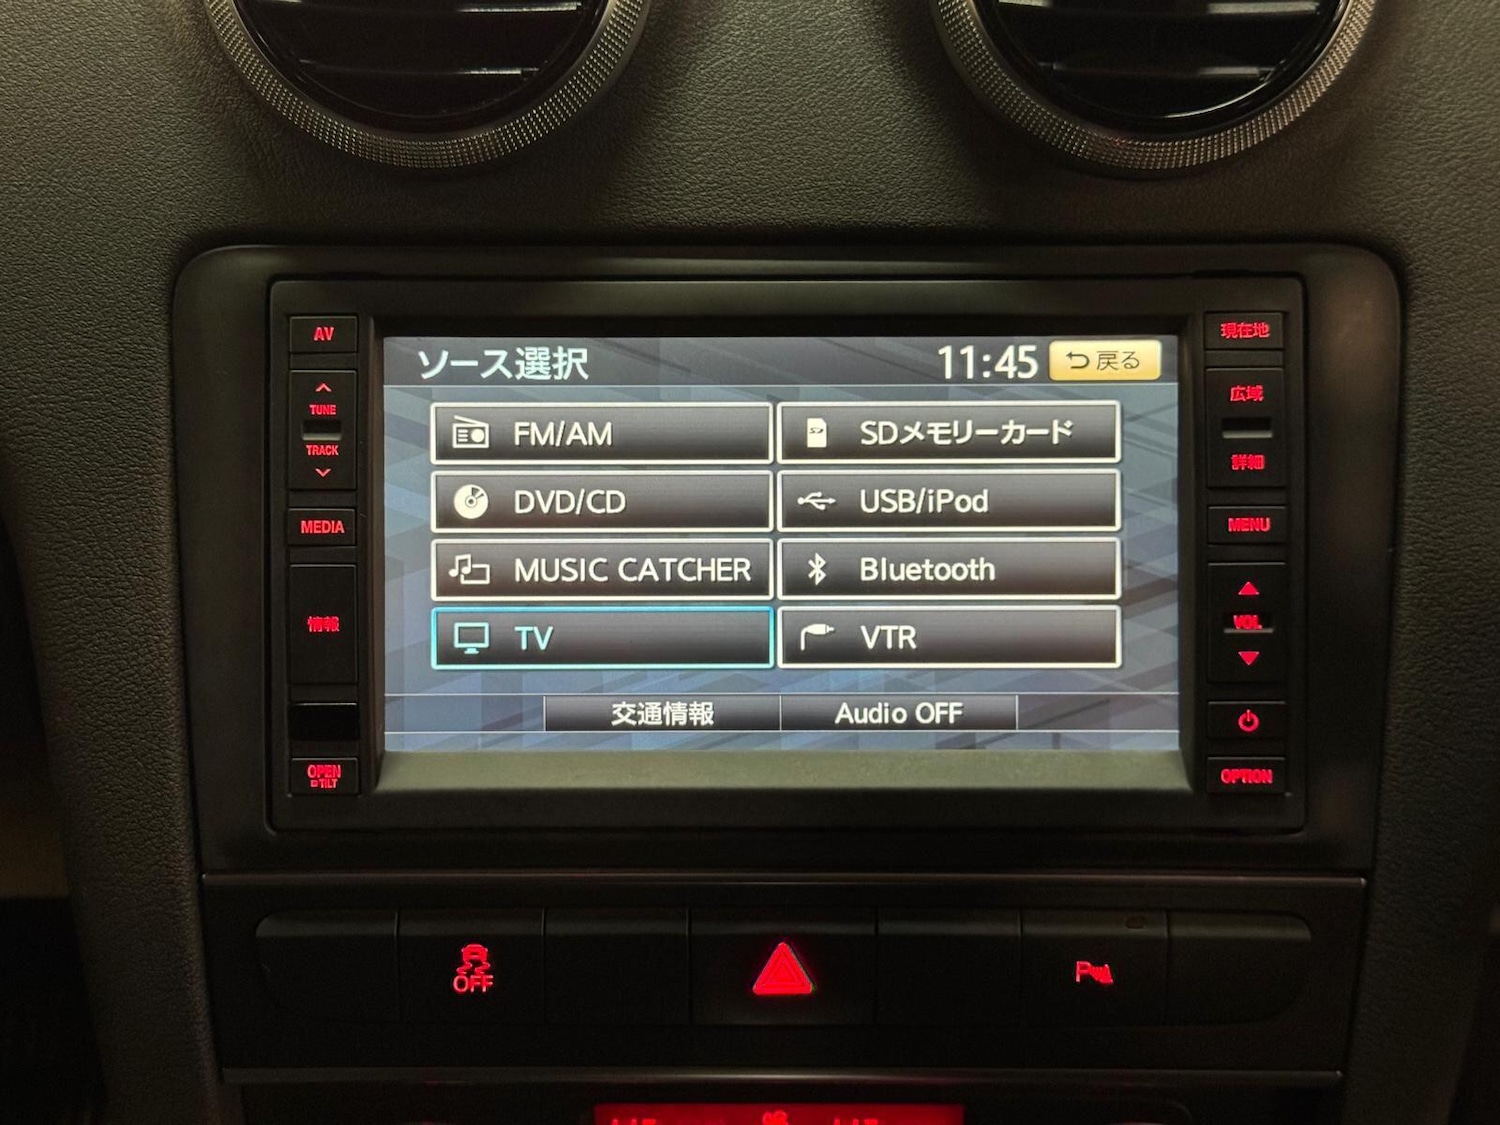 AV
TUNE
TRACK
MEDIA
情報
OPEN
TILT
ソース選択
11:45
戻る
FM/AM
SDメモリーカード
DVD/CD
USB/iPod
MUSIC CATCHER
Bluetooth
TV
VTR
交通情報
Audio OFF
現在地
広域
詳細
MENU
VOL
OPTION
OFF
P